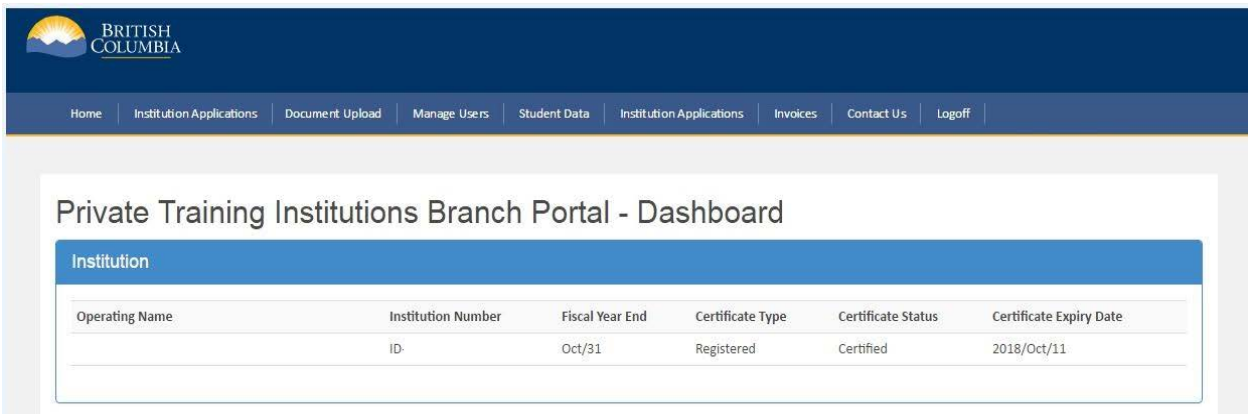 BRITISH
COLUMBIA
Home Institution Applications Document Upload Manage Users Student Data Institution Applications Invoices Contact Us Logoff
Private Training Institutions Branch Portal - Dashboard
Institution
Operating Name Institution Number Fiscal Year End Certificate Type Certificate Status Certificate Expiry Date
ID- Oct/31 Registered Certified 2018/Oct/11